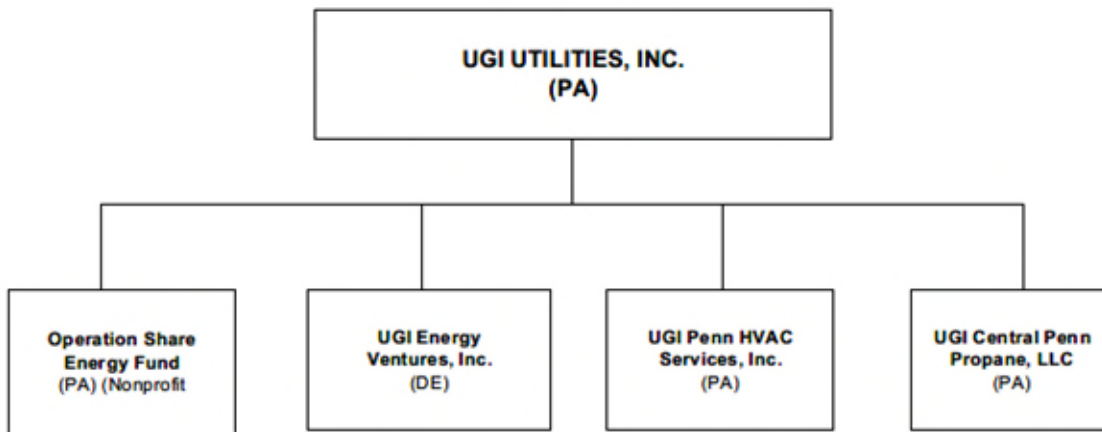 UGI UTILITIES, INC.
(PA)
Operation Share
Energy Fund
(PA) (Nonprofit
UGI Energy
Ventures, Inc.
(DE)
UGI Penn HVAC
Services, Inc.
(PA)
UGI Central Penn
Propane, LLC
(PA)